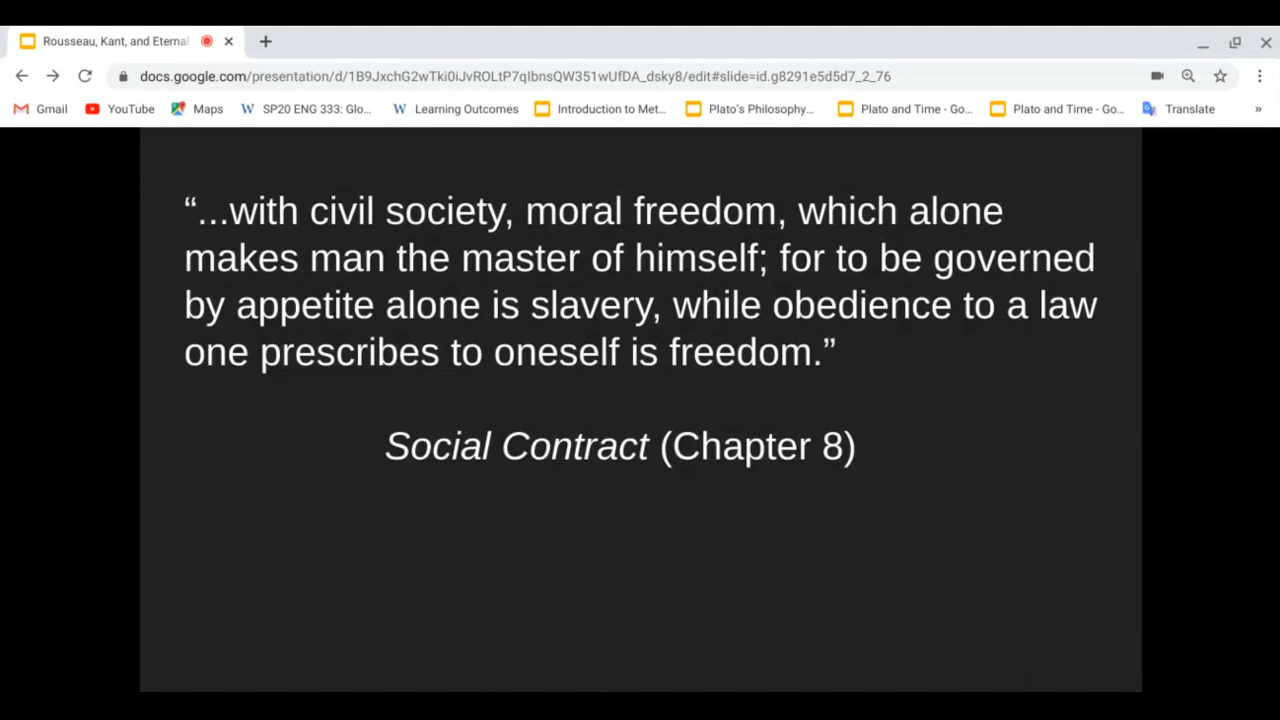 Rousseau, Kant, and Eternal
docs.google.com/presentation/d/1B9JxchG2wTki0iJvROLtP7qIbnsQW351wUfDA_dsky8/edit#slide=id.g8291e5d5d7_2_76
Gmail YouTube Maps SP20 ENG 333: Glo... Learning Outcomes Introduction to Met... Plato's Philosophy... Plato and Time - Go... Plato and Time - Go... Translate »
“...with civil society, moral freedom, which alone
makes man the master of himself; for to be governed
by appetite alone is slavery, while obedience to a law
one prescribes to oneself is freedom.”
Social Contract (Chapter 8)